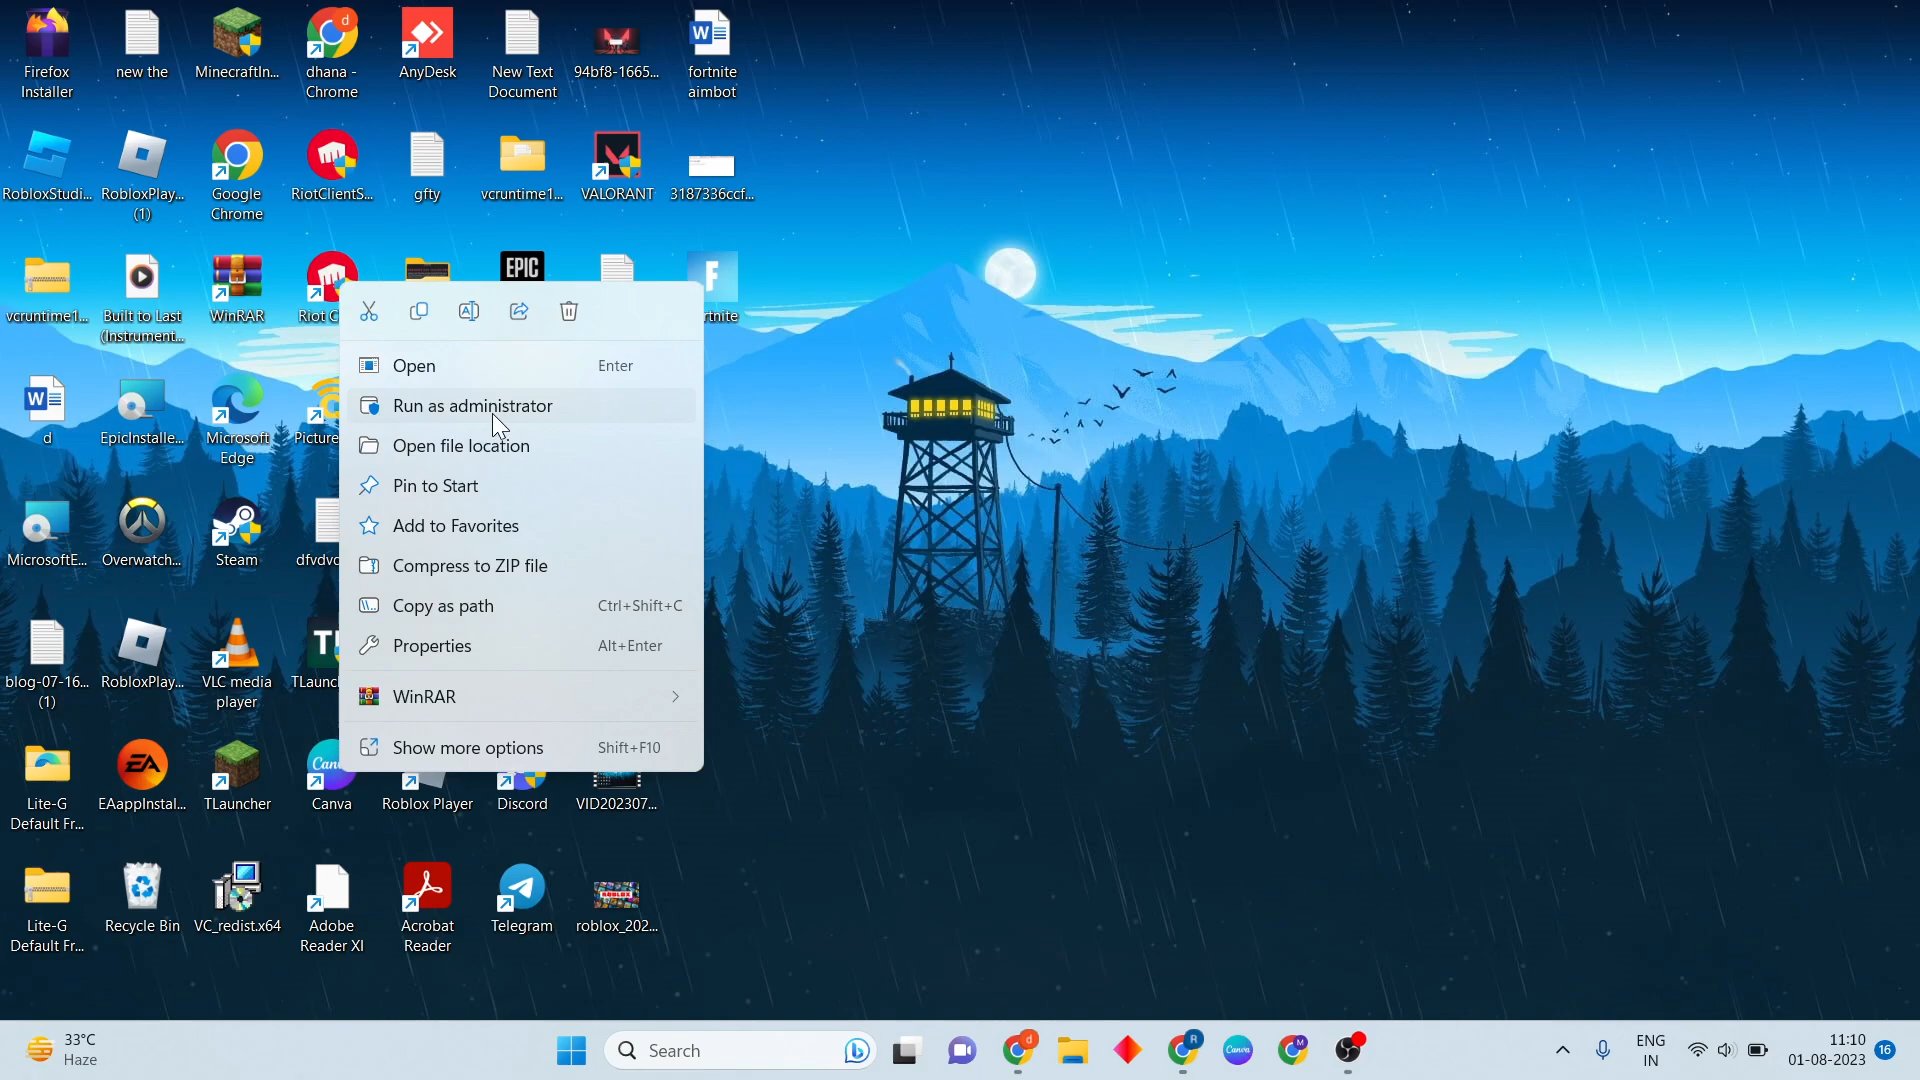 Firefox
Installer
new the
MinecraftIn...
d
dhana -
Chrome
AnyDesk
New Text
Document
94bf8-1665...
fortnite
aimbot
RobloxStudi...
RobloxPlay...
(1)
Google
Chrome
RiotClientS...
gfty
vcruntime1...
VALORANT
3187336ccf...
vcruntime1...
Built to Last
(Instrument...
WinRAR
Riot C
EPIC
F
rtnite
d
EpicInstalle...
Microsoft
Edge
Picture
MicrosoftE...
Overwatch...
Steam
dfvdvc
blog-07-16...
(1)
RobloxPlay...
VLC media
player
TLaunc
Lite-G
Default Fr...
EA
EAappInstal...
TLauncher
Canva
Roblox Player
Discord
VID202307...
Lite-G
Default Fr...
Recycle Bin
VC_redist.x64
Adobe
Reader XI
Acrobat
Reader
Telegram
roblox_202...
Open Enter
Run as administrator
Open file location
Pin to Start
Add to Favorites
Compress to ZIP file
Copy as path Ctrl+Shift+C
Properties Alt+Enter
WinRAR
Show more options Shift+F10
33°C
Haze
Search
d
R
Canva
M
ENG
IN
11:10
01-08-2023
16